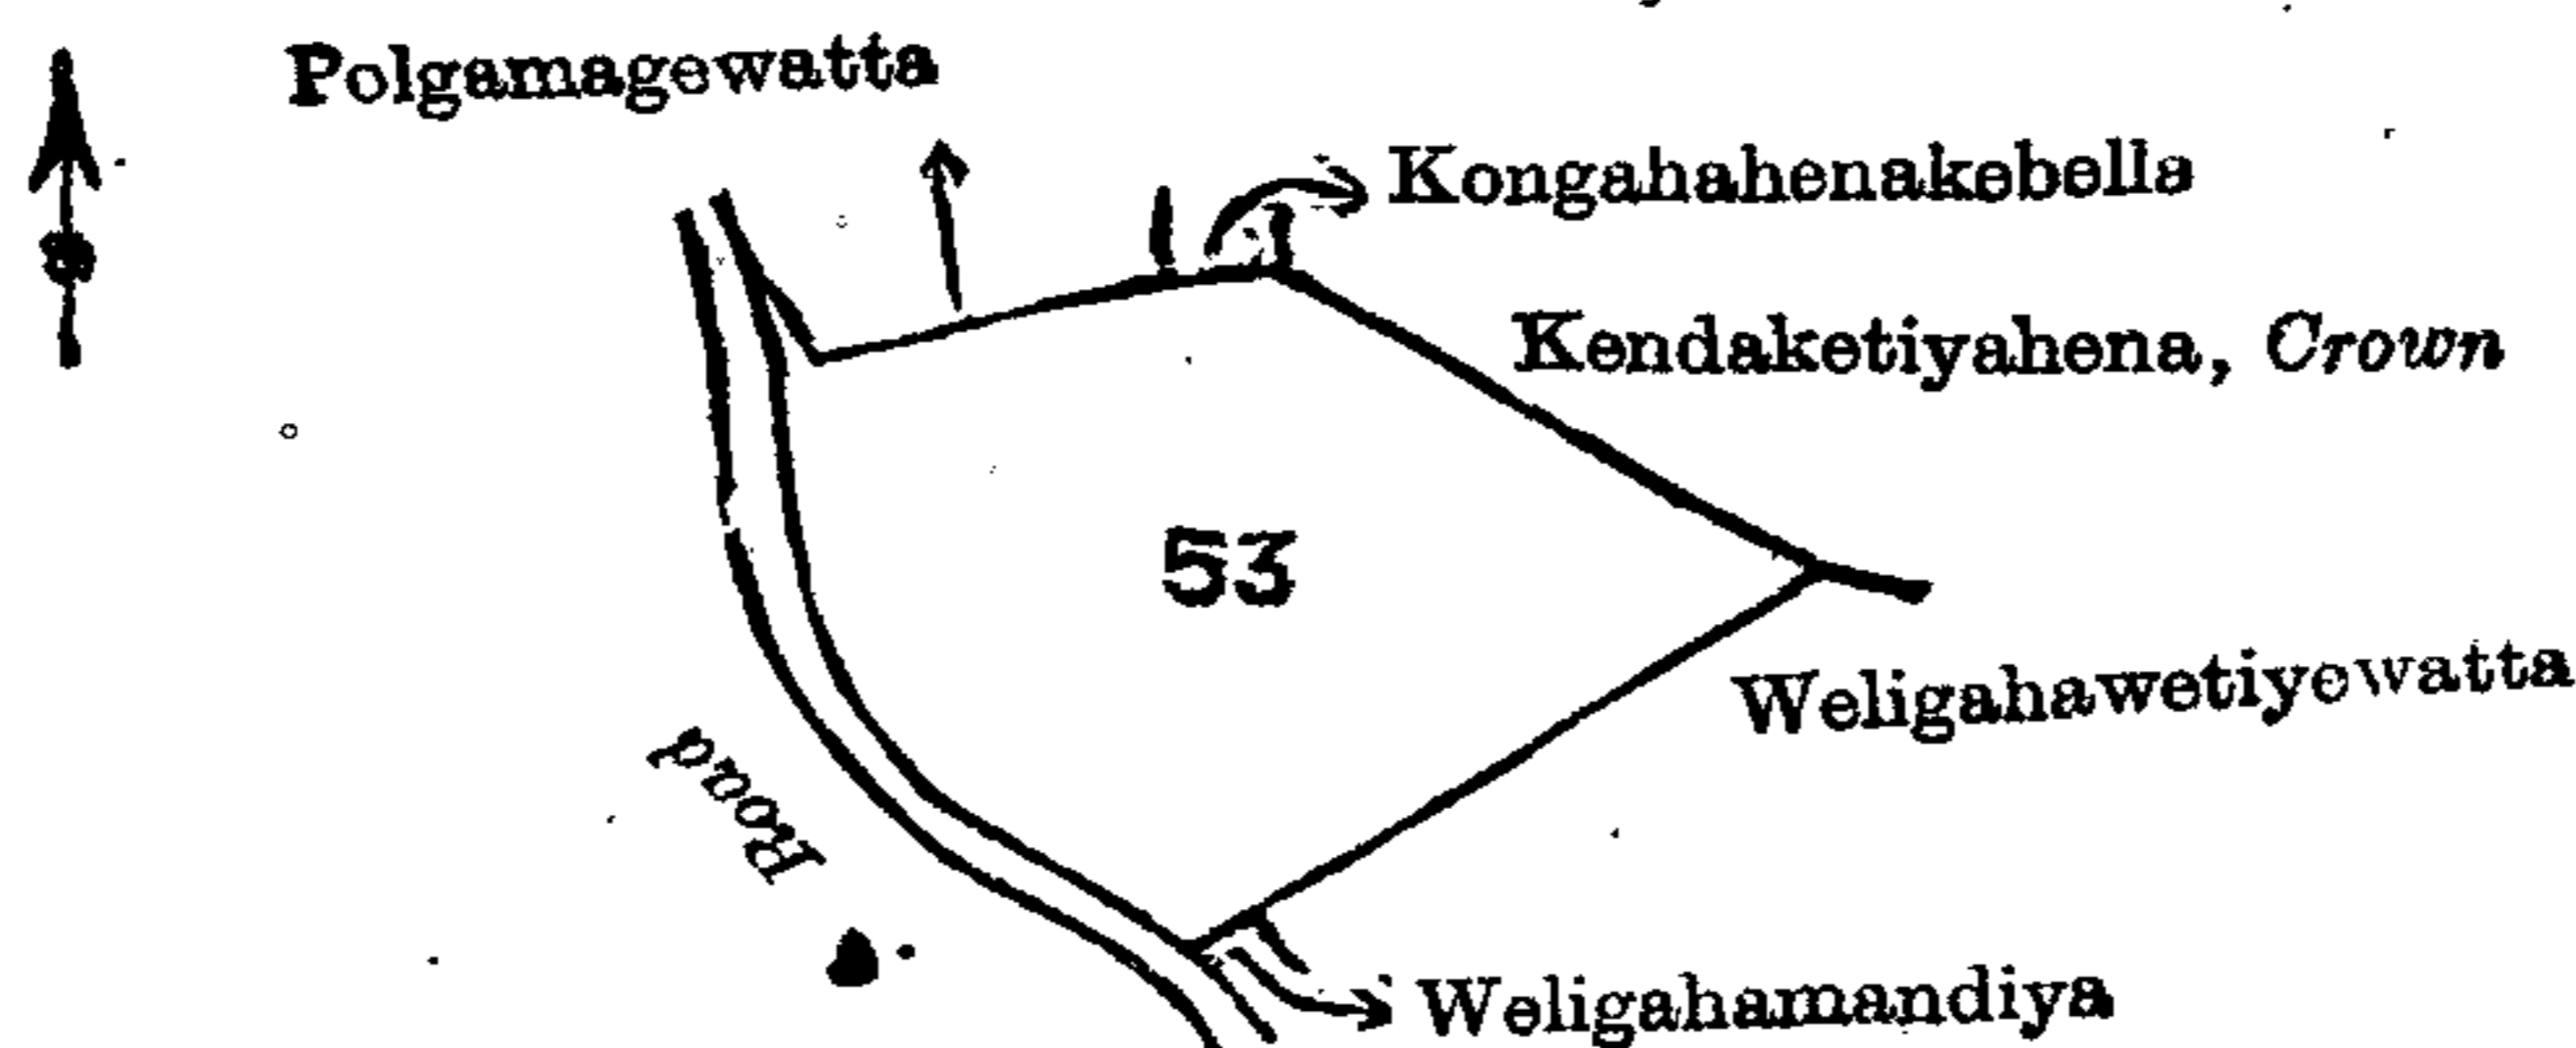 Polgamagewatta
Kongahahenakebella
Kendaketiyahena, Crown
53
Weligahawetiyewatta
Road
Weligahamandiya